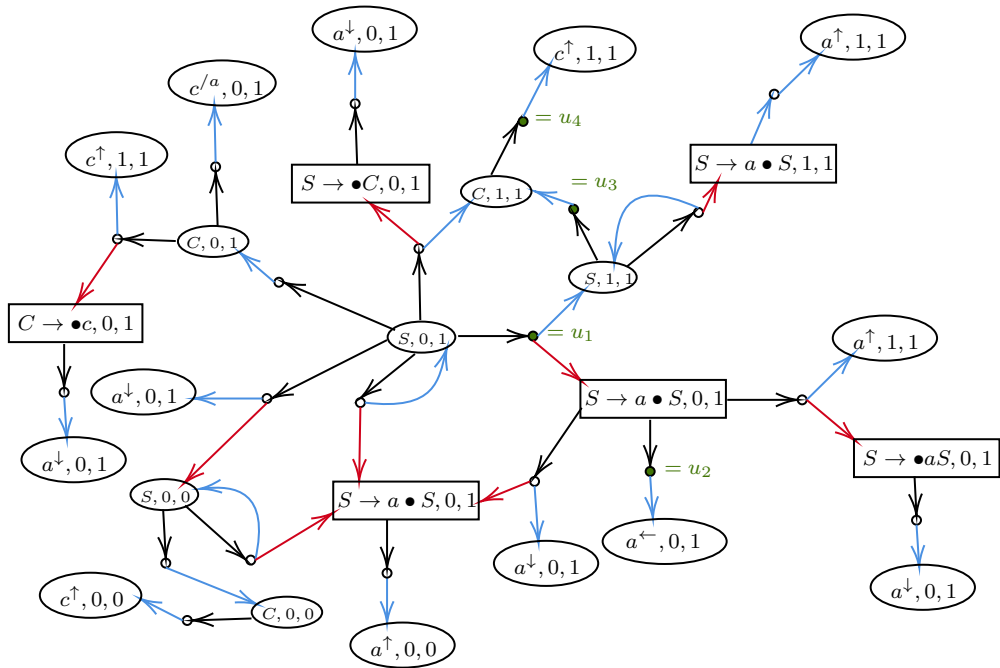 a↓, 0, 1
c↑, 1, 1
a↑, 1, 1
c/a, 0, 1
= u₄
c↑, 1, 1
S → a • S, 1, 1
S → •C, 0, 1
C, 1, 1
= u₃
C, 0, 1
S, 1, 1
C → •c, 0, 1
S, 0, 1
= u₁
a↑, 1, 1
a↓, 0, 1
S → a • S, 0, 1
a↓, 0, 1
S → •aS, 0, 1
= u₂
S, 0, 0
S → a • S, 0, 1
a←, 0, 1
a↓, 0, 1
a↓, 0, 1
c↑, 0, 0
C, 0, 0
a↑, 0, 0